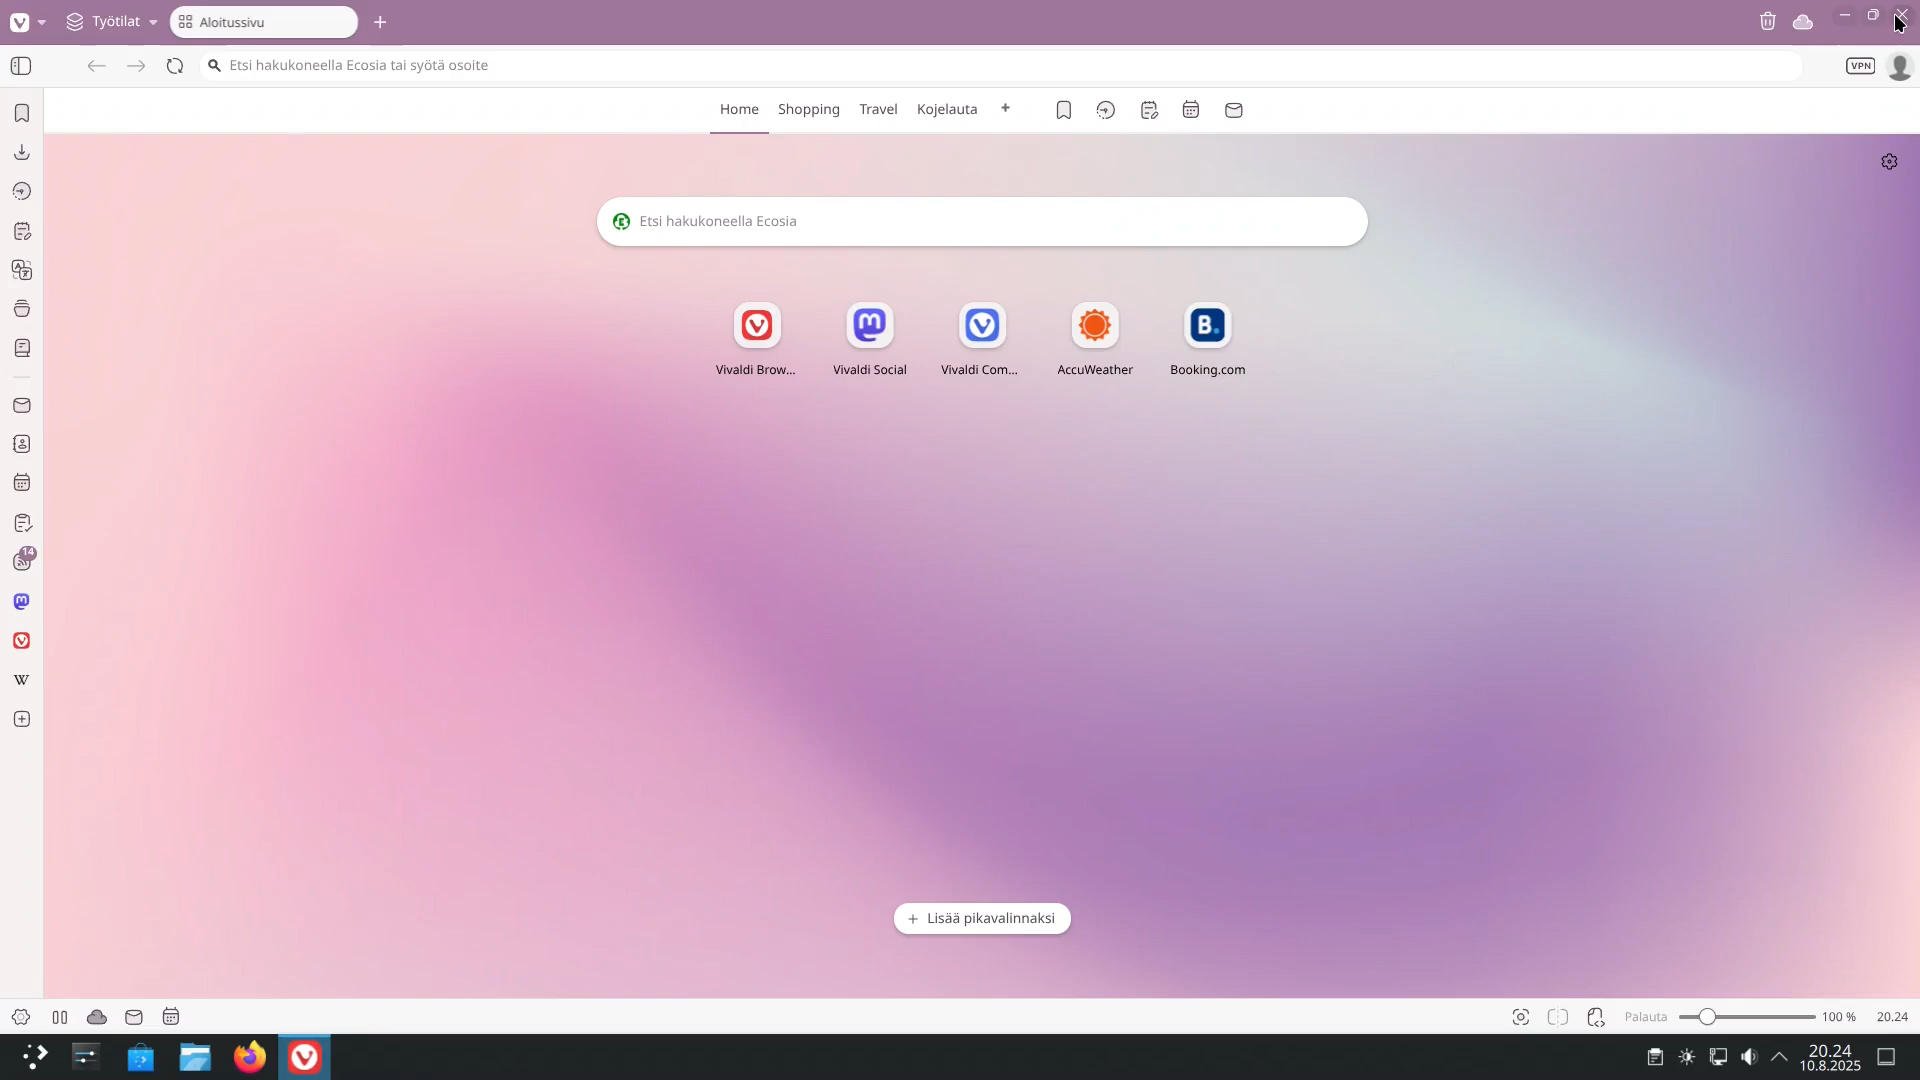 Työtilat
Aloitussivu
Etsi hakukoneella Ecosia tai syötä osoite
VPN
Home Shopping Travel Kojelauta
Etsi hakukoneella Ecosia
B.
Vivaldi Brow... Vivaldi Social Vivaldi Com... AccuWeather Booking.com
14
W
+ Lisää pikavalinnaksi
Palauta 100 % 20.24
20.24
10.8.2025